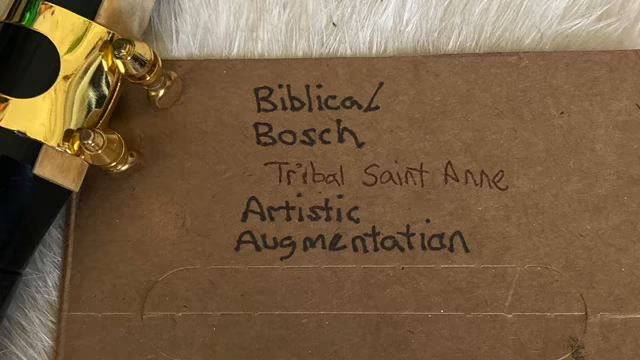 Biblical
Bosch
Tribal Saint Anne
Artistic
Augmentation